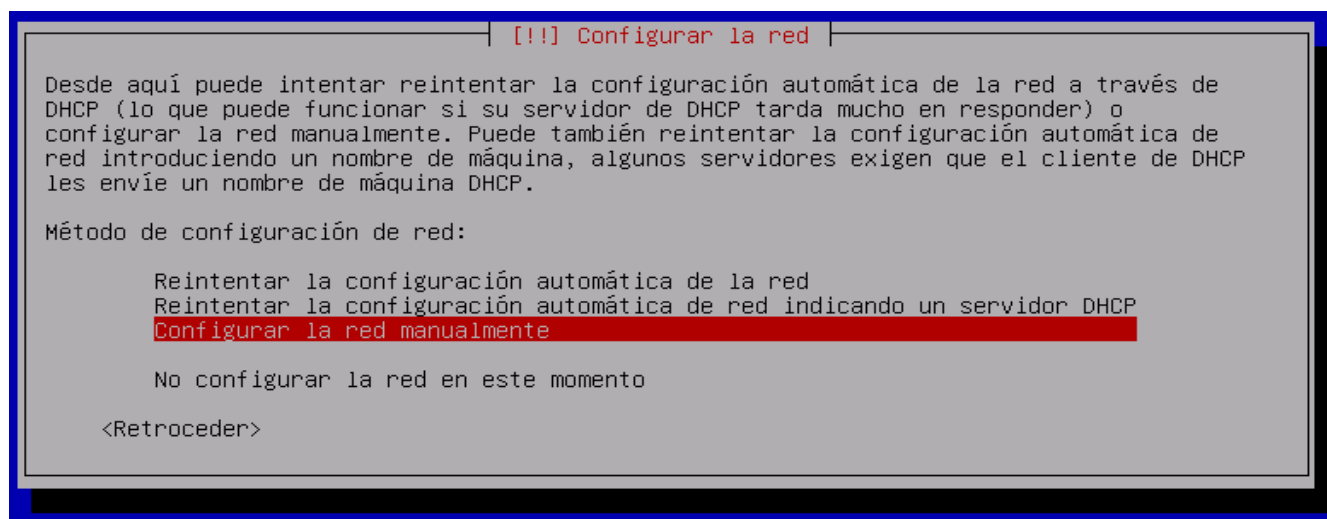 [!!] Configurar la red
Desde aquí puede intentar reintentar la configuración automática de la red a través de
DHCP (lo que puede funcionar si su servidor de DHCP tarda mucho en responder) o
configurar la red manualmente. Puede también reintentar la configuración automática de
red introduciendo un nombre de máquina, algunos servidores exigen que el cliente de DHCP
les envíe un nombre de máquina DHCP.
Método de configuración de red:
Reintentar la configuración automática de la red
Reintentar la configuración automática de red indicando un servidor DHCP
Configurar la red manualmente
No configurar la red en este momento
<Retroceder>